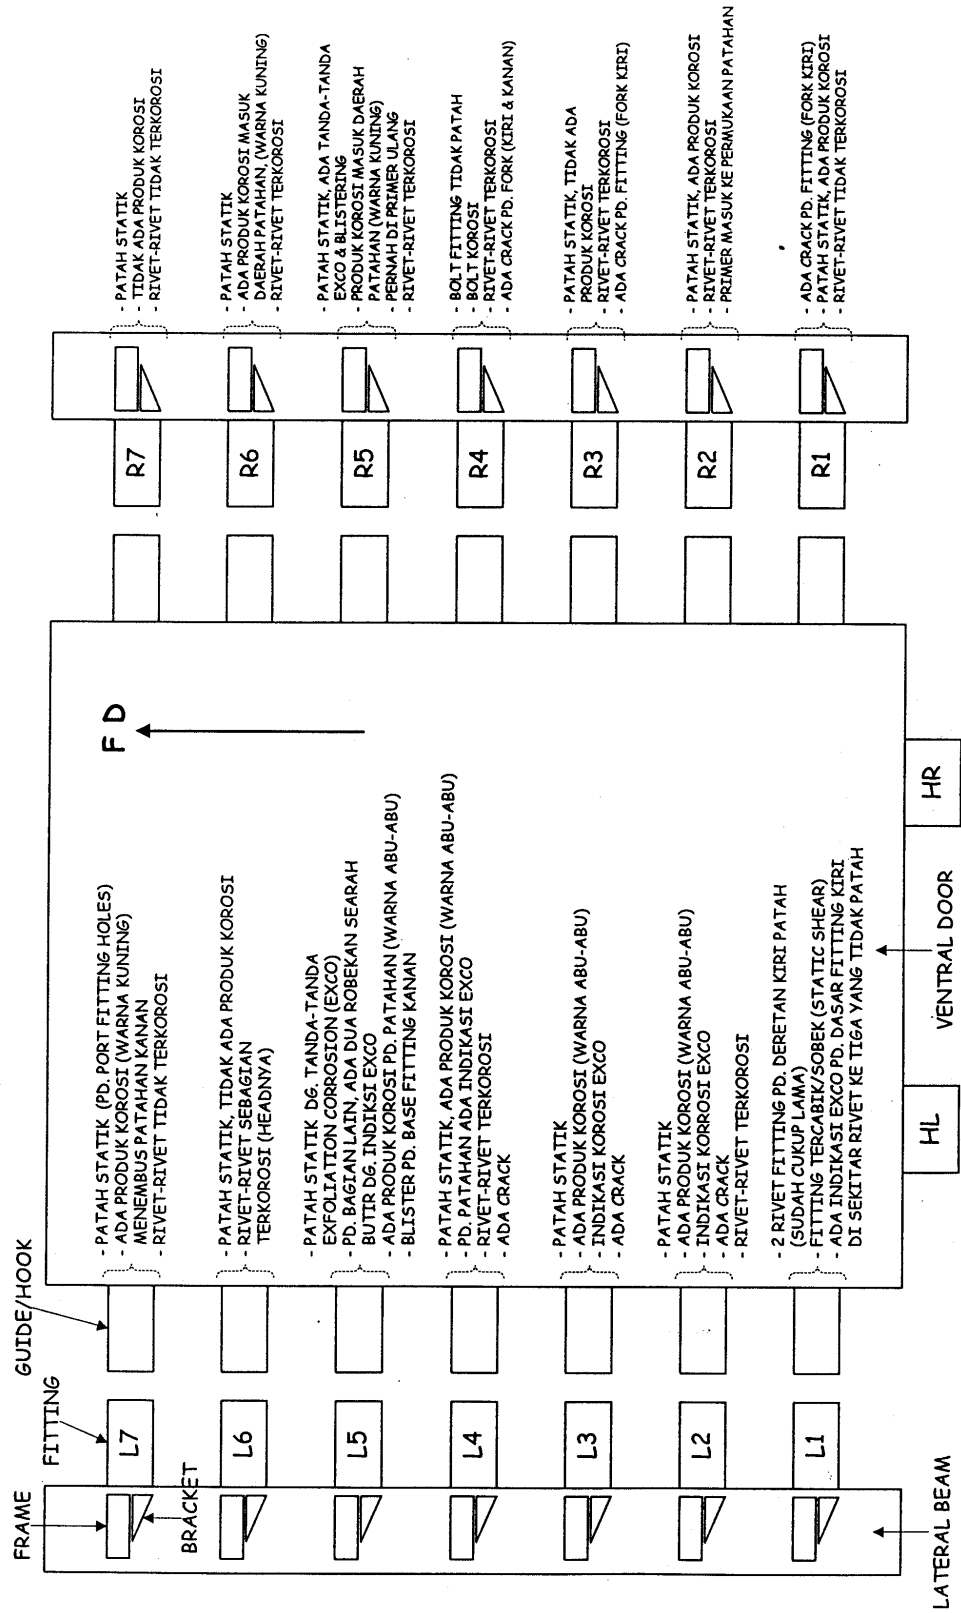 FRAME
FITTING
GUIDE/HOOK
BRACKET
LATERAL BEAM
L7
- PATAH STATIK (PD. PORT FITTING HOLES)
- ADA PRODUK KOROSI (WARNA KUNING)
MENEMBUS PATAHAN KANAN
- RIVET-RIVET TIDAK TERKOROSI
L6
- PATAH STATIK, TIDAK ADA PRODUK KOROSI
- RIVET-RIVET SEBAGIAN
TERKOROSI (HEADNYA)
L5
- PATAH STATIK DG. TANDA-TANDA
EXFOLIATION CORROSION (EXCO)
- PD. BAGIAN LAIN, ADA DUA ROBEKAN SEARAH
BUTIR DG. INDIKSI EXCO
- ADA PRODUK KOROSI PD. PATAHAN (WARNA ABU-ABU)
- BLISTER PD. BASE FITTING KANAN
L4
- PATAH STATIK, ADA PRODUK KOROSI (WARNA ABU-ABU)
- PD. PATAHAN ADA INDIKASI EXCO
- RIVET-RIVET TERKOROSI
- ADA CRACK
L3
- PATAH STATIK
- ADA PRODUK KOROSI (WARNA ABU-ABU)
- INDIKASI KOROSI EXCO
- ADA CRACK
L2
- PATAH STATIK
- ADA PRODUK KOROSI (WARNA ABU-ABU)
- INDIKASI KORROSI EXCO
- ADA CRACK
- RIVET-RIVET TERKOROSI
L1
- 2 RIVET FITTING PD. DERETAN KIRI PATAH
(SUDAH CUKUP LAMA)
- FITTING TERCABIK/SOBEK (STATIC SHEAR)
- ADA INDIKASI EXCO PD. DASAR FITTING KIRI
DI SEKITAR RIVET KE TIGA YANG TIDAK PATAH
HL
VENTRAL DOOR
HR
F D
R7
- PATAH STATIK
- TIDAK ADA PRODUK KOROSI
- RIVET-RIVET TIDAK TERKOROSI
R6
- PATAH STATIK
- ADA PRODUK KOROSI MASUK
DAERAH PATAHAN, (WARNA KUNING)
- RIVET-RIVET TERKOROSI
R5
- PATAH STATIK, ADA TANDA-TANDA
EXCO & BLISTERING
- PRODUK KOROSI MASUK DAERAH
PATAHAN (WARNA KUNING)
- PERNAH DI PRIMER ULANG
- RIVET-RIVET TERKOROSI
R4
- BOLT FITTING TIDAK PATAH
- BOLT KOROSI
- RIVET-RIVET TERKOROSI
- ADA CRACK PD. FORK (KIRI & KANAN)
R3
- PATAH STATIK, TIDAK ADA
PRODUK KOROSI
- RIVET-RIVET TERKOROSI
- ADA CRACK PD. FITTING (FORK KIRI)
R2
- PATAH STATIK, ADA PRODUK KOROSI
- RIVET-RIVET TERKOROSI
- PRIMER MASUK KE PERMUKAAN PATAHAN
R1
- ADA CRACK PD. FITTING (FORK KIRI)
- PATAH STATIK, ADA PRODUK KOROSI
- RIVET-RIVET TIDAK TERKOROSI